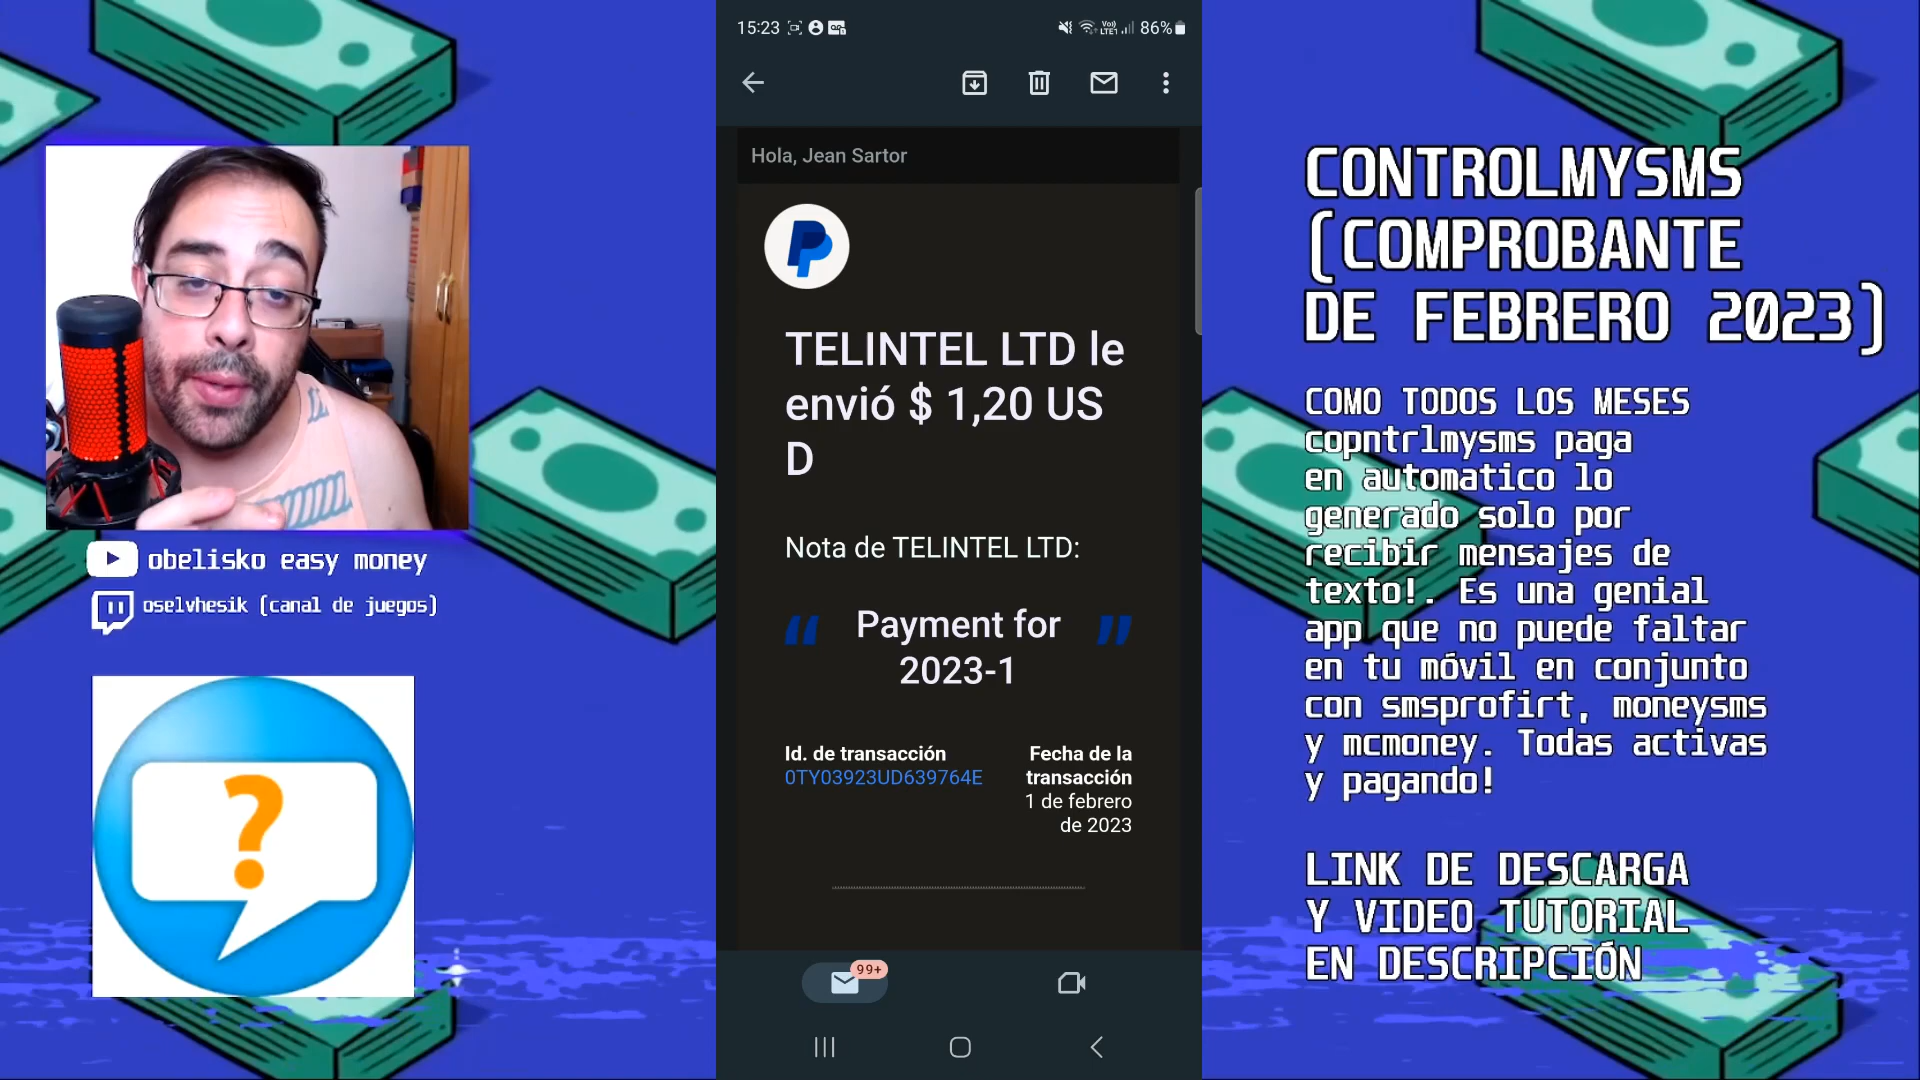 15:23
86%
Hola, Jean Sartor
TELINTEL LTD le
envió $ 1,20 US
D
Nota de TELINTEL LTD:
“ Payment for ”
2023-1
Id. de transacción
0TY03923UD639764E
Fecha de la
transacción
1 de febrero
de 2023
99+
obelisko easy money
oselvhesik (canal de juegos)
?
CONTROLMYSMS
(COMPROBANTE
DE FEBRERO 2023)
COMO TODOS LOS MESES
copntrlmysms paga
en automatico lo
generado solo por
recibir mensajes de
texto!. Es una genial
app que no puede faltar
en tu móvil en conjunto
con smsprofirt, moneysms
y mcmoney. Todas activas
y pagando!
LINK DE DESCARGA
Y VIDEO TUTORIAL
EN DESCRIPCIÓN